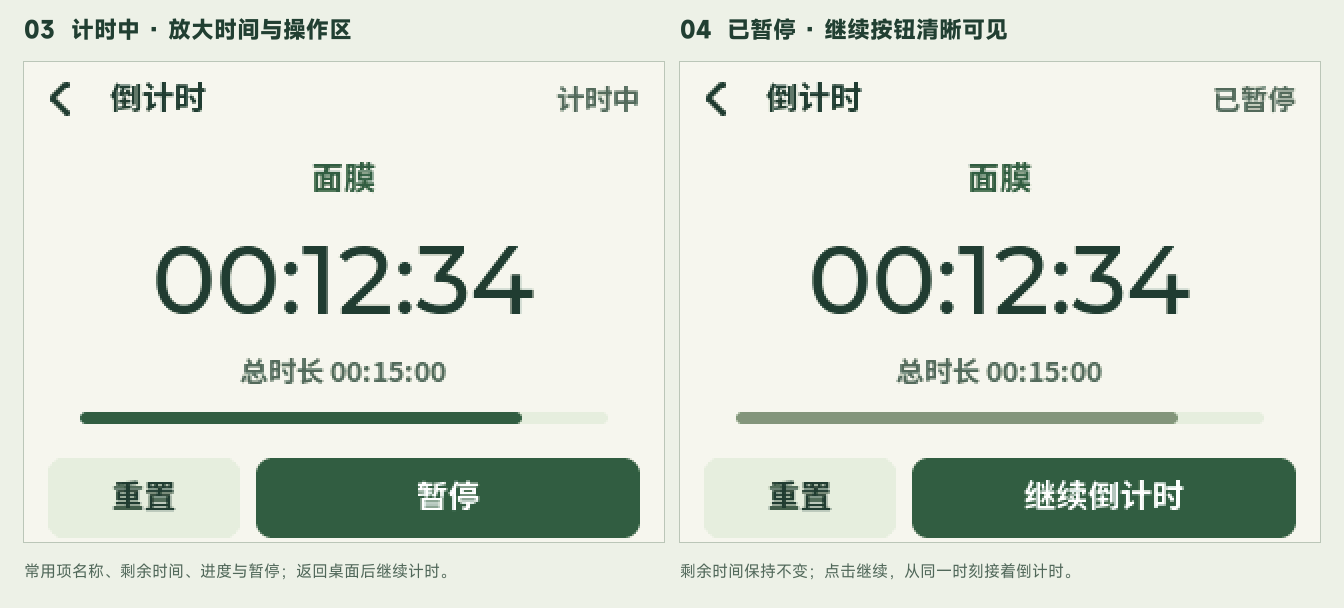 03 计时中 · 放大时间与操作区
倒计时
计时中
面膜
00:12:34
总时长 00:15:00
重置
暂停
常用项名称、剩余时间、进度与暂停；返回桌面后继续计时。
04 已暂停 · 继续按钮清晰可见
倒计时
已暂停
面膜
00:12:34
总时长 00:15:00
重置
继续倒计时
剩余时间保持不变；点击继续，从同一时刻接着倒计时。